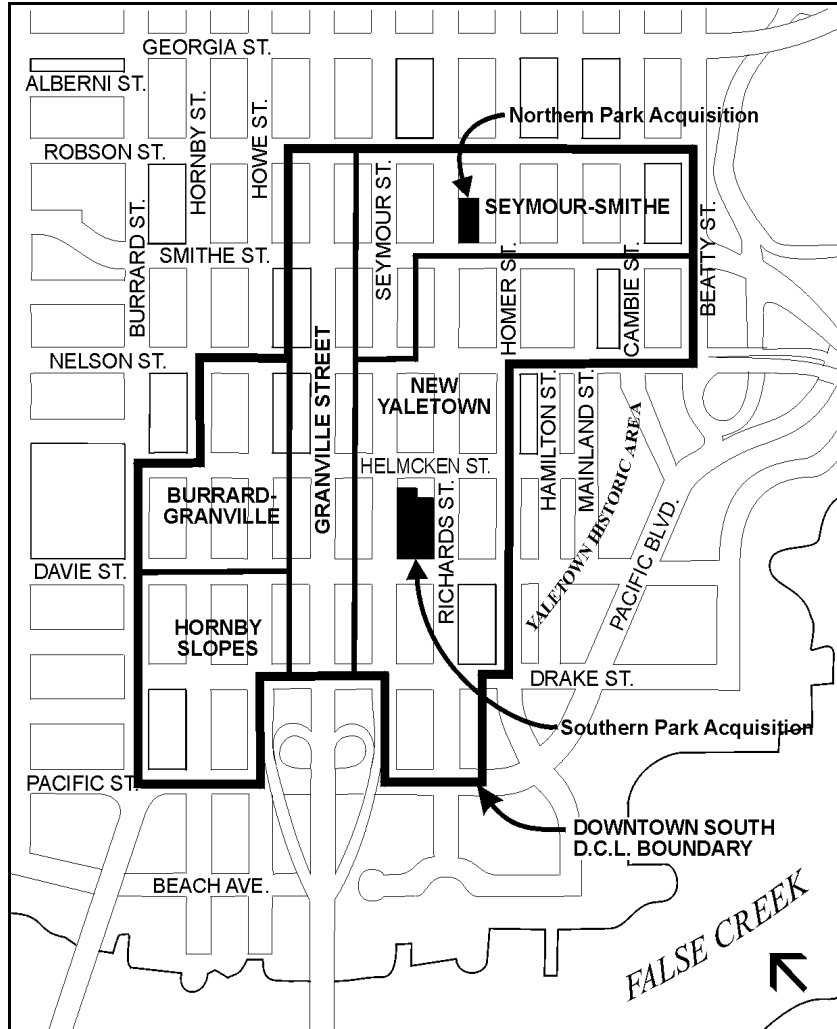 GEORGIA ST.
ALBERNI ST.
HORNBY ST.
HOWE ST.
Northern Park Acquisition
ROBSON ST.
SEYMOUR ST.
SEYMOUR-SMITHE
BURRARD ST.
SMITHE ST.
HOMER ST.
CAMBIE ST.
BEATTY ST.
NELSON ST.
GRANVILLE STREET
NEW
YALETOWN
HAMILTON ST.
MAINLAND ST.
YALETOWN HISTORIC AREA
HELMCKEN ST.
BURRARD-
GRANVILLE
RICHARDS ST.
PACIFIC BLVD.
DAVIE ST.
HORNBY
SLOPES
DRAKE ST.
Southern Park Acquisition
PACIFIC ST.
DOWNTOWN SOUTH
D.C.L. BOUNDARY
BEACH AVE.
FALSE CREEK